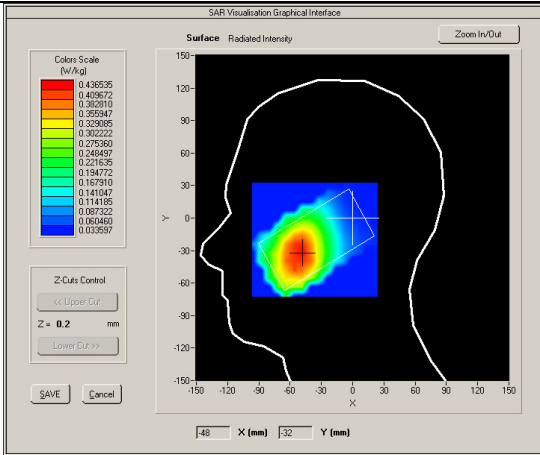 SAR Visualisation Graphical Interface
Surface Radiated Intensity
Zoom In/Out
Colors Scale
(W/kg)
0.436535
0.409672
0.382810
0.355947
0.329085
0.302222
0.275360
0.248497
0.221635
0.194772
0.167910
0.141047
0.114185
0.087322
0.060460
0.033597
Z-Cuts Control
<< Upper Cut
Z = 0.2 mm
Lower Cut >>
SAVE Cancel
150
120
90
60
30
0
-30
-60
-90
-120
-150
Y
-150 -120 -90 -60 -30 0 30 60 90 120 150
X
-48 X (mm) -32 Y (mm)